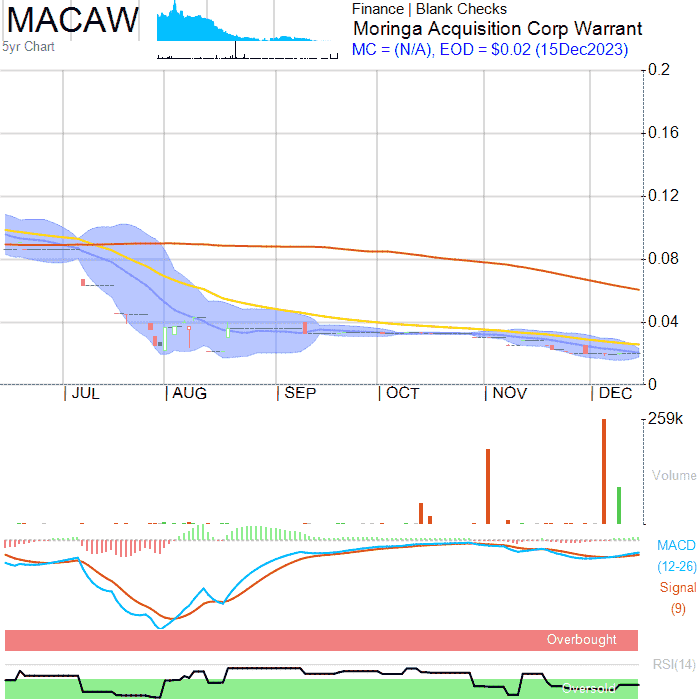 MACAW
5yr Chart
Finance | Blank Checks
Moringa Acquisition Corp Warrant
MC = (N/A), EOD = $0.02 (15Dec2023)
0.2
0.16
0.12
0.08
0.04
0
JUL
AUG
SEP
OCT
NOV
DEC
259k
Volume
MACD
(12-26)
Signal
(9)
Overbought
RSI(14)
Oversold